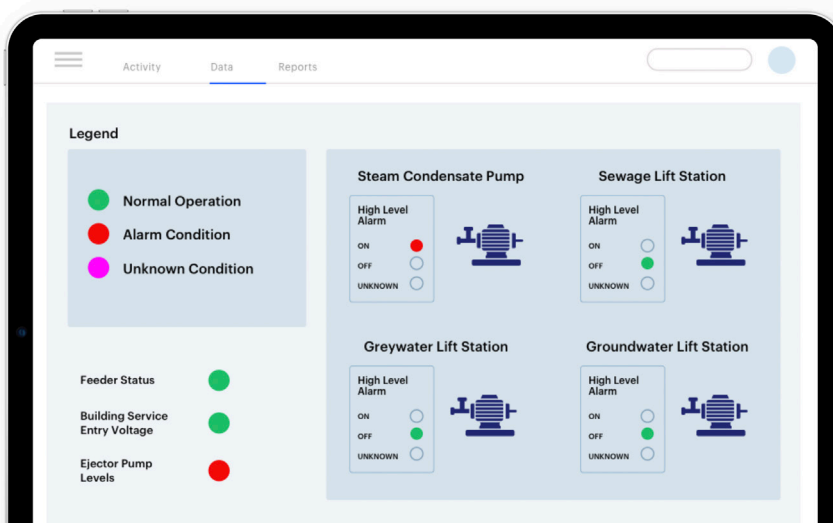 Activity
Data
Reports
Legend
Normal Operation
Alarm Condition
Unknown Condition
Feeder Status
Building Service
Entry Voltage
Ejector Pump
Levels
Steam Condensate Pump
High Level
Alarm
ON
OFF
UNKNOWN
Sewage Lift Station
High Level
Alarm
ON
OFF
UNKNOWN
Greywater Lift Station
High Level
Alarm
ON
OFF
UNKNOWN
Groundwater Lift Station
High Level
Alarm
ON
OFF
UNKNOWN